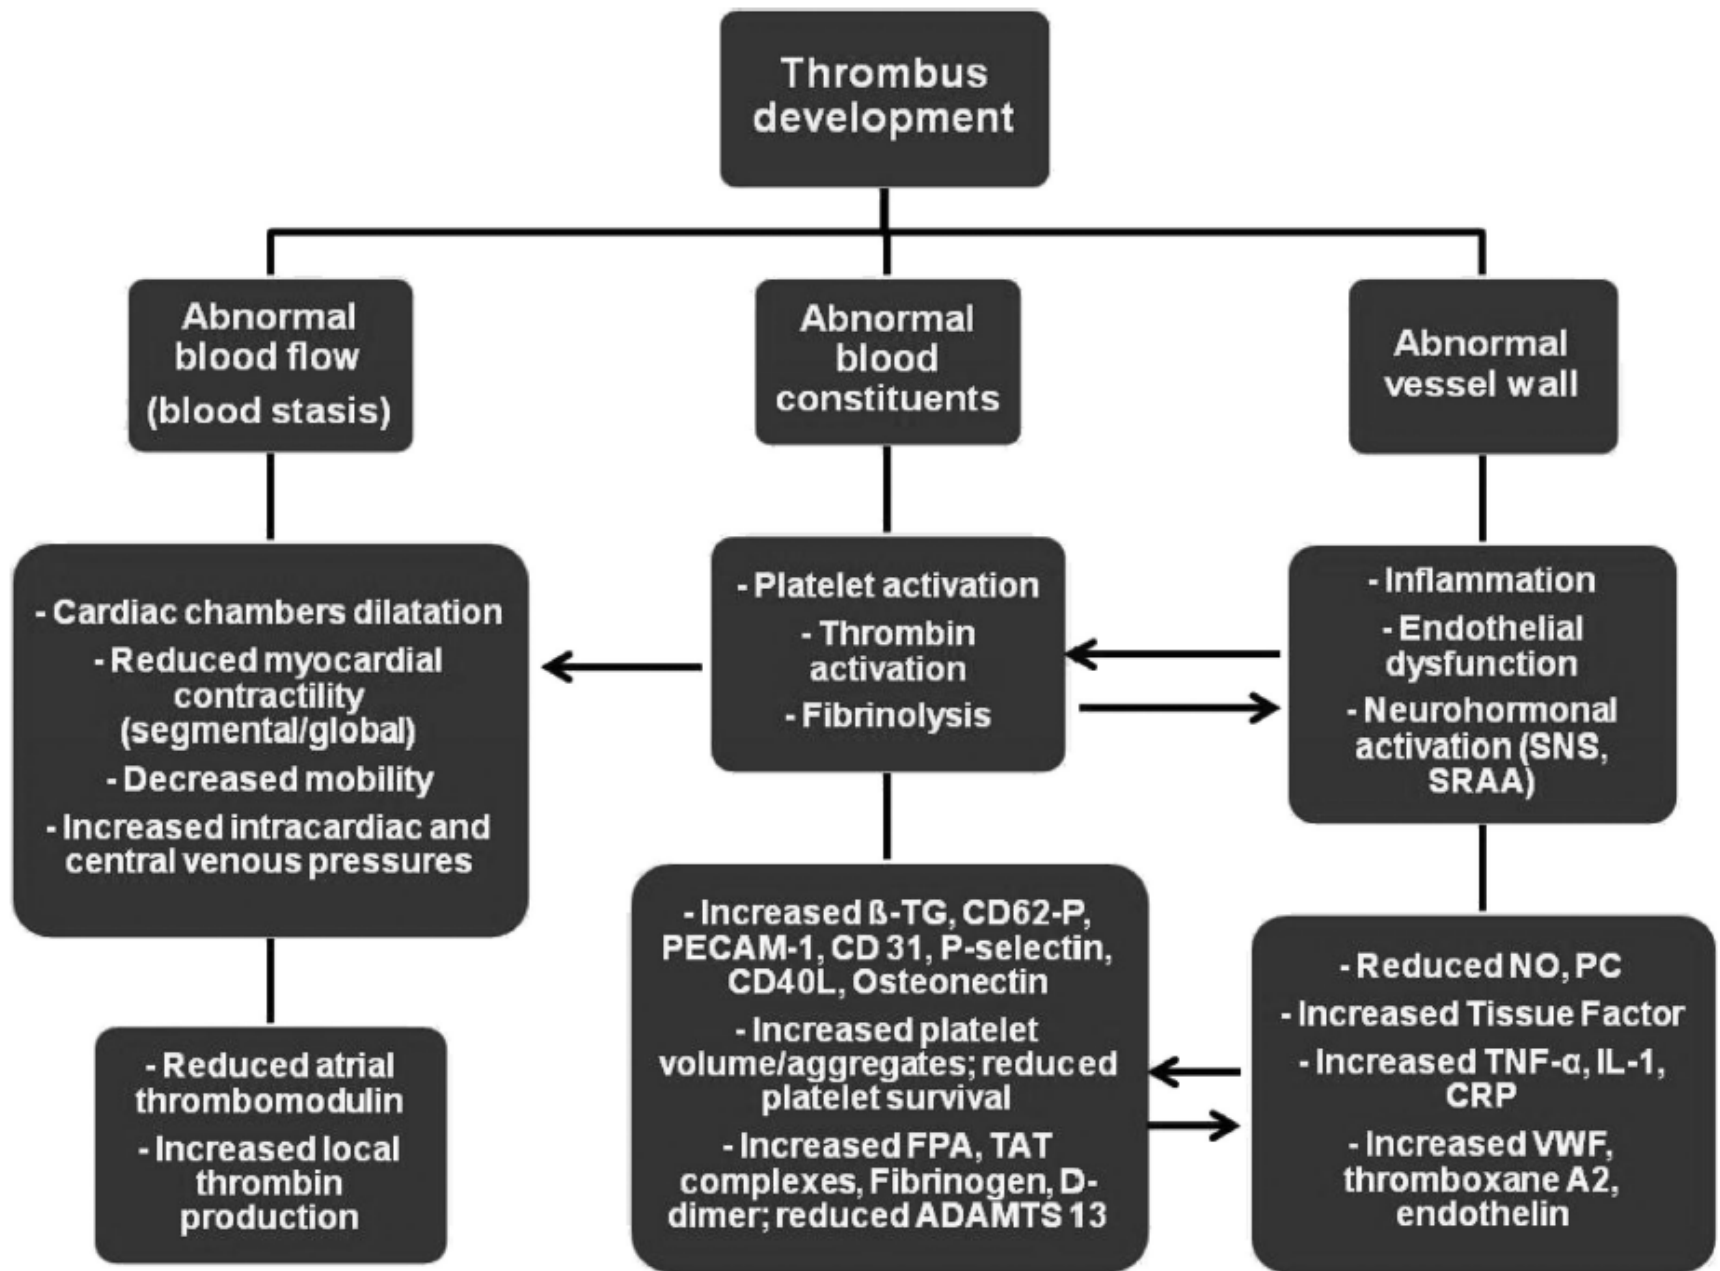 Thrombus
development
Abnormal
blood flow
(blood stasis)
Abnormal
blood
constituents
Abnormal
vessel wall
- Cardiac chambers dilatation
- Reduced myocardial
contractility
(segmental/global)
- Decreased mobility
- Increased intracardiac and
central venous pressures
- Platelet activation
- Thrombin
activation
- Fibrinolysis
- Inflammation
- Endothelial
dysfunction
- Neurohormonal
activation (SNS,
SRAA)
- Reduced atrial
thrombomodulin
- Increased local
thrombin
production
- Increased ß-TG, CD62-P,
PECAM-1, CD 31, P-selectin,
CD40L, Osteonectin
- Increased platelet
volume/aggregates; reduced
platelet survival
- Increased FPA, TAT
complexes, Fibrinogen, D-
dimer; reduced ADAMTS 13
- Reduced NO, PC
- Increased Tissue Factor
- Increased TNF-α, IL-1,
CRP
- Increased VWF,
thromboxane A2,
endothelin